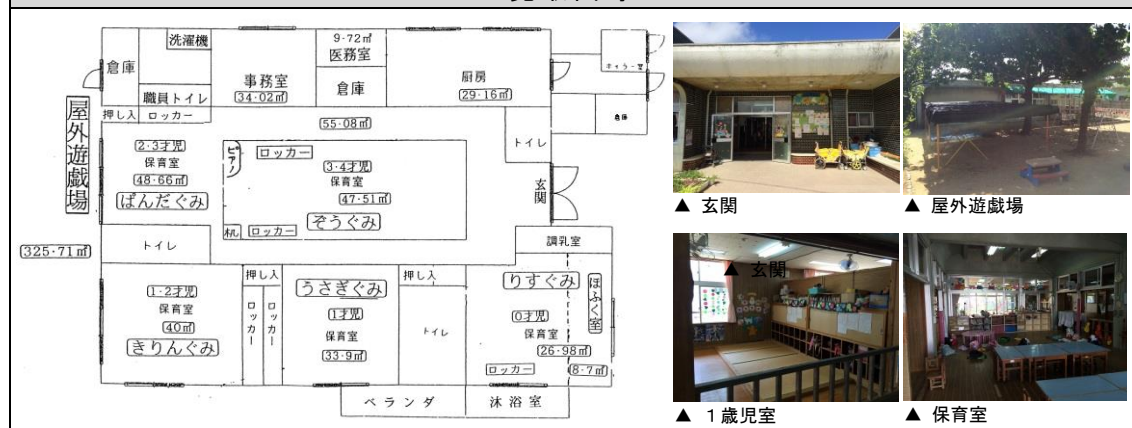 倉庫
洗濯機
職員トイレ
事務室
34·02㎡
9·72㎡
医務室
倉庫
厨房
29·16㎡
ボイラー室
倉庫
押し入
ロッカー
55·08㎡
トイレ
屋外遊戯場
325·71㎡
2·3才児
保育室
48·66㎡
ぱんだぐみ
ピアノ
ロッカー
3·4才児
保育室
47·51㎡
ぞうぐみ
ロッカー
玄関
トイレ
調乳室
1·2才児
保育室
40㎡
きりんぐみ
押し入
ロッカー
ロッカー
うさぎぐみ
1才児
保育室
33·9㎡
押し入
トイレ
りすぐみ
0才児
保育室
26·98㎡
ロッカー
ほふく室
8·7㎡
ベランダ
沐浴室
▲ 玄関
▲ 屋外遊戯場
▲ 玄関
▲ 1歳児室
▲ 保育室